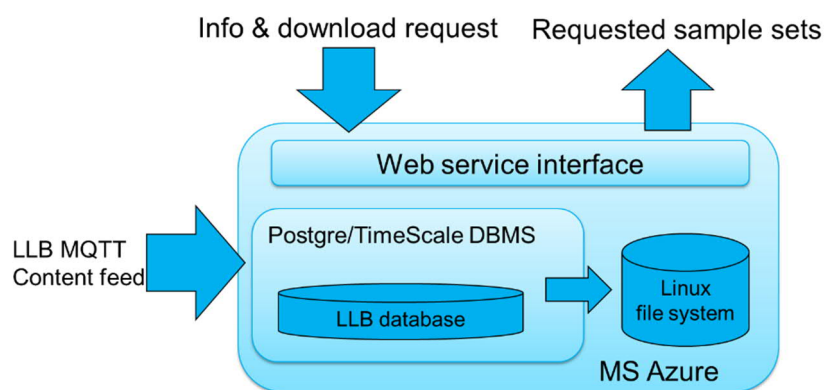 Info & download request
Requested sample sets
Web service interface
LLB MQTT
Content feed
Postgre/TimeScale DBMS
LLB database
Linux
file system
MS Azure